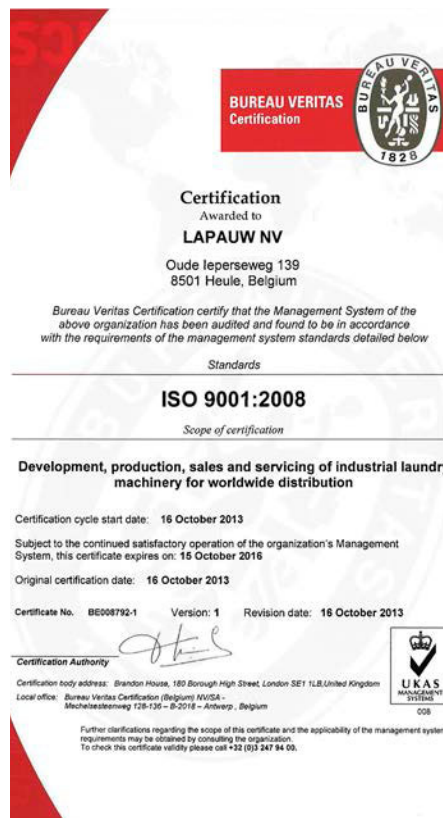 BUREAU VERITAS
Certification
BUREAU VERITAS
1828
Certification
Awarded to
LAPAUW NV
Oude Ieperseweg 139
8501 Heule, Belgium
Bureau Veritas Certification certify that the Management System of the
above organization has been audited and found to be in accordance
with the requirements of the management system standards detailed below
Standards
ISO 9001:2008
Scope of certification
Development, production, sales and servicing of industrial laundry
machinery for worldwide distribution
Certification cycle start date: 16 October 2013
Subject to the continued satisfactory operation of the organization's Management
System, this certificate expires on: 15 October 2016
Original certification date: 16 October 2013
Certificate No. BE008792-1 Version: 1 Revision date: 16 October 2013
Certification Authority
Certification body address: Brandon House, 180 Borough High Street, London SE1 1LB,United Kingdom
Local office: Bureau Veritas Certification (Belgium) NV/SA -
Mechelsesteenweg 128-136 – B-2018 – Antwerp , Belgium
UKAS
MANAGEMENT
SYSTEMS
008
Further clarifications regarding the scope of this certificate and the applicability of the management system
requirements may be obtained by consulting the organization.
To check this certificate validity please call +32 (0)3 247 94 00.